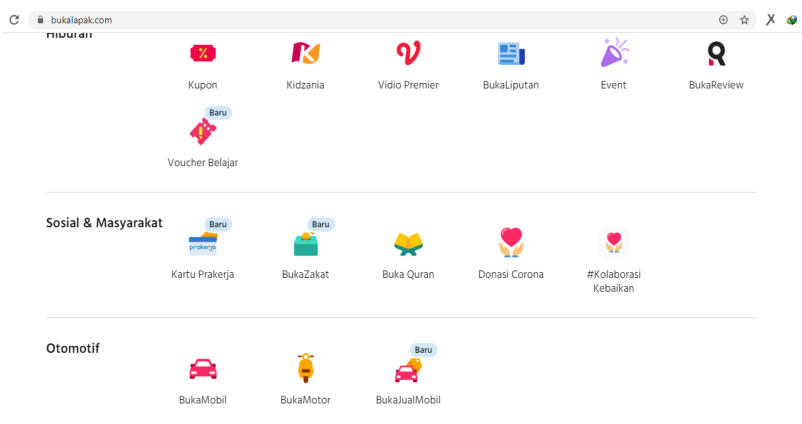 bukalapak.com
Hiburan
Kupon
Kidzania
Vidio Premier
BukaLiputan
Event
BukaReview
Baru
Voucher Belajar
Sosial & Masyarakat
Baru
prakerja
Kartu Prakerja
Baru
BukaZakat
Buka Quran
Donasi Corona
#Kolaborasi
Kebaikan
Otomotif
BukaMobil
BukaMotor
Baru
BukaJualMobil